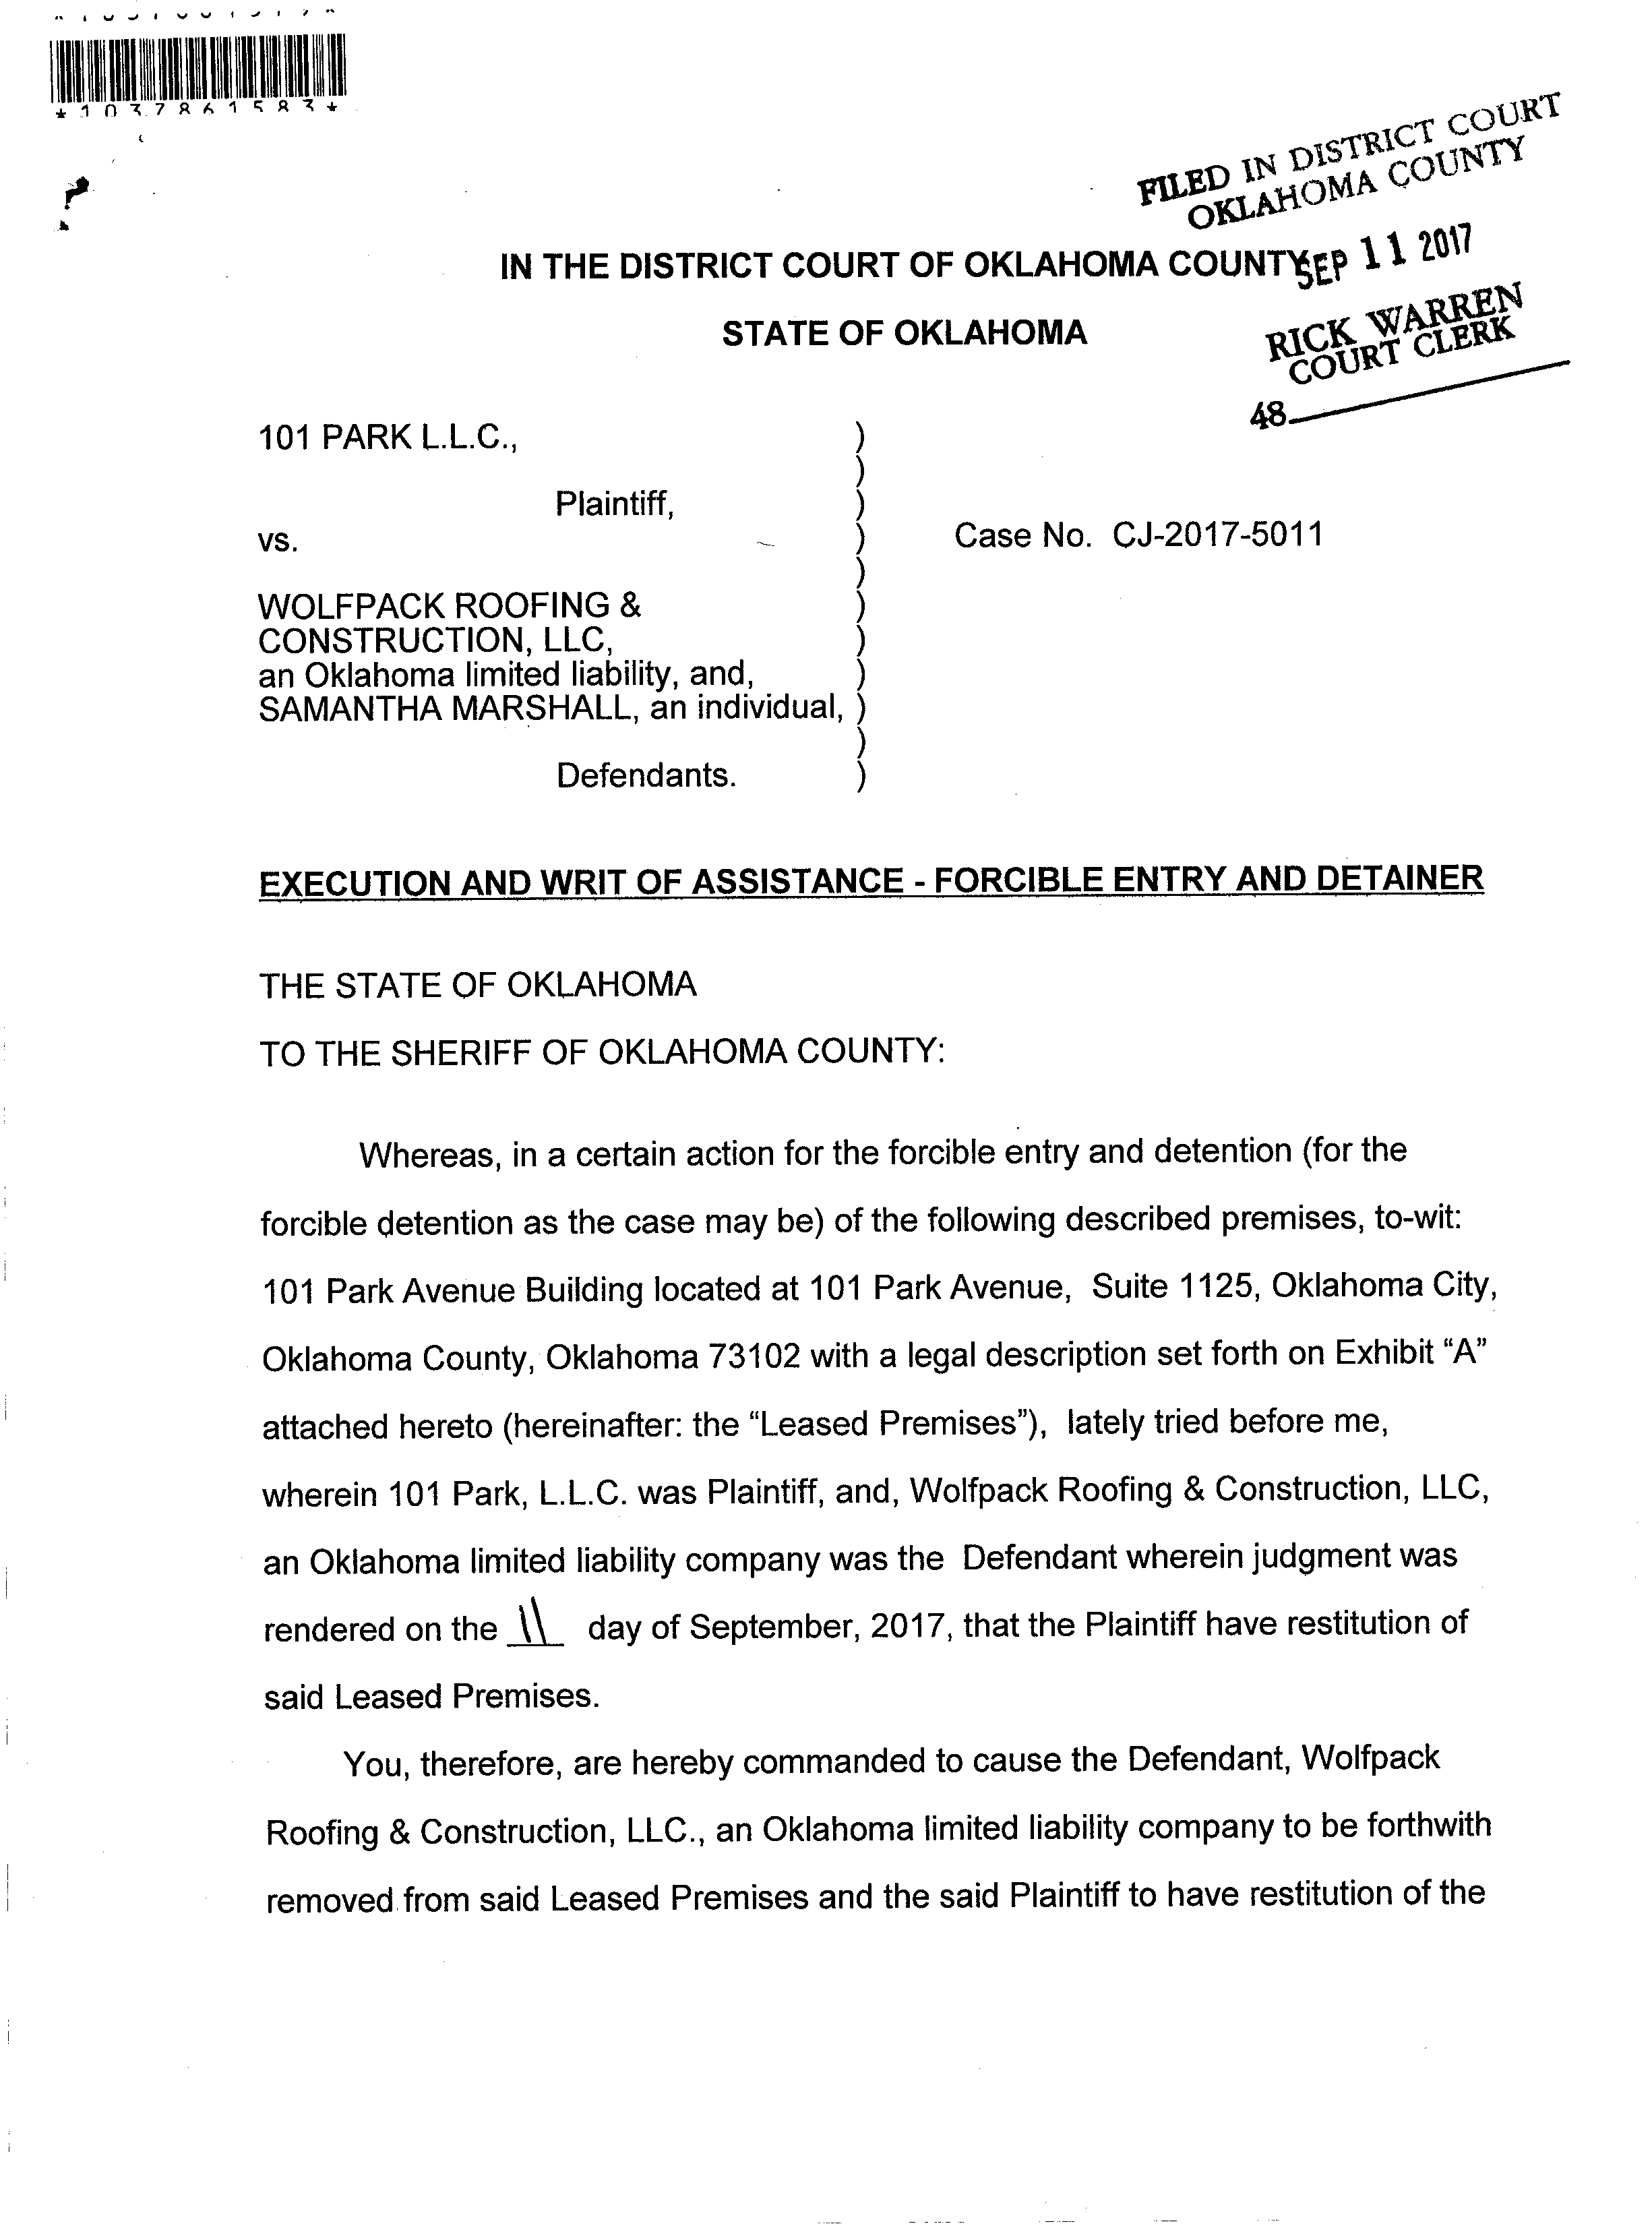 *1037861583*
FILED IN DISTRICT COURT
OKLAHOMA COUNTY
IN THE DISTRICT COURT OF OKLAHOMA COUNTY
SEP 11 2017
STATE OF OKLAHOMA
RICK WARREN
COURT CLERK
48
101 PARK L.L.C., )
)
Plaintiff, )
vs. ) Case No. CJ-2017-5011
)
WOLFPACK ROOFING & )
CONSTRUCTION, LLC, )
an Oklahoma limited liability, and, )
SAMANTHA MARSHALL, an individual, )
)
Defendants. )
EXECUTION AND WRIT OF ASSISTANCE - FORCIBLE ENTRY AND DETAINER
THE STATE OF OKLAHOMA
TO THE SHERIFF OF OKLAHOMA COUNTY:
Whereas, in a certain action for the forcible entry and detention (for the
forcible detention as the case may be) of the following described premises, to-wit:
101 Park Avenue Building located at 101 Park Avenue, Suite 1125, Oklahoma City,
Oklahoma County, Oklahoma 73102 with a legal description set forth on Exhibit “A”
attached hereto (hereinafter: the “Leased Premises”), lately tried before me,
wherein 101 Park, L.L.C. was Plaintiff, and, Wolfpack Roofing & Construction, LLC,
an Oklahoma limited liability company was the Defendant wherein judgment was
rendered on the 11 day of September, 2017, that the Plaintiff have restitution of
said Leased Premises.
You, therefore, are hereby commanded to cause the Defendant, Wolfpack
Roofing & Construction, LLC., an Oklahoma limited liability company to be forthwith
removed from said Leased Premises and the said Plaintiff to have restitution of the